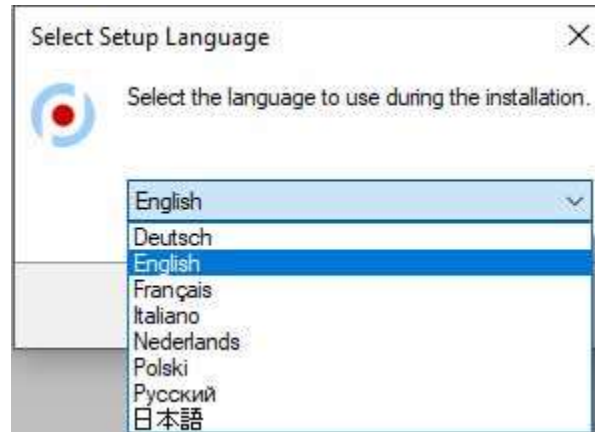 Select Setup Language
Select the language to use during the installation.
English
Deutsch
English
Français
Italiano
Nederlands
Polski
Русский
日本語